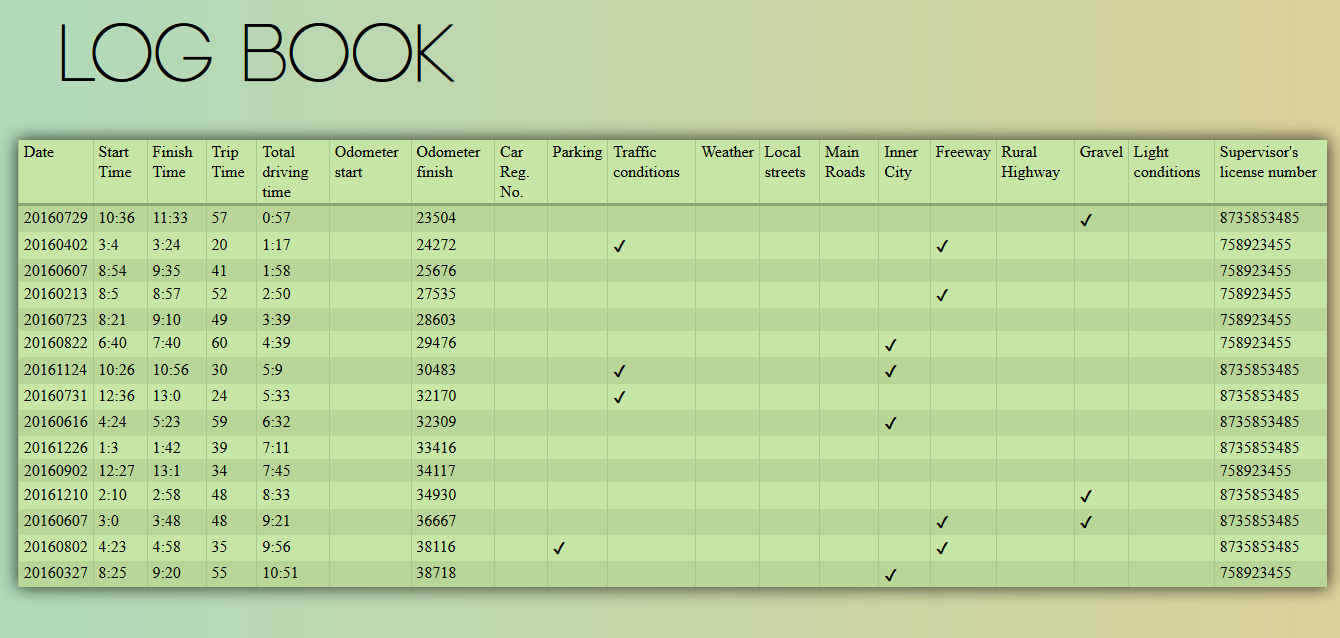 LOG BOOK
Date Start Time Finish Time Trip Time Total driving time Odometer start Odometer finish Car Reg. No. Parking Traffic conditions Weather Local streets Main Roads Inner City Freeway Rural Highway Gravel Light conditions Supervisor's license number
20160729 10:36 11:33 57 0:57 23504 ✓ 8735853485
20160402 3:4 3:24 20 1:17 24272 ✓ ✓ 758923455
20160607 8:54 9:35 41 1:58 25676 758923455
20160213 8:5 8:57 52 2:50 27535 ✓ 758923455
20160723 8:21 9:10 49 3:39 28603 758923455
20160822 6:40 7:40 60 4:39 29476 ✓ 758923455
20161124 10:26 10:56 30 5:9 30483 ✓ ✓ 8735853485
20160731 12:36 13:0 24 5:33 32170 ✓ 8735853485
20160616 4:24 5:23 59 6:32 32309 ✓ 8735853485
20161226 1:3 1:42 39 7:11 33416 8735853485
20160902 12:27 13:1 34 7:45 34117 758923455
20161210 2:10 2:58 48 8:33 34930 ✓ 8735853485
20160607 3:0 3:48 48 9:21 36667 ✓ ✓ 8735853485
20160802 4:23 4:58 35 9:56 38116 ✓ ✓ 8735853485
20160327 8:25 9:20 55 10:51 38718 ✓ 758923455